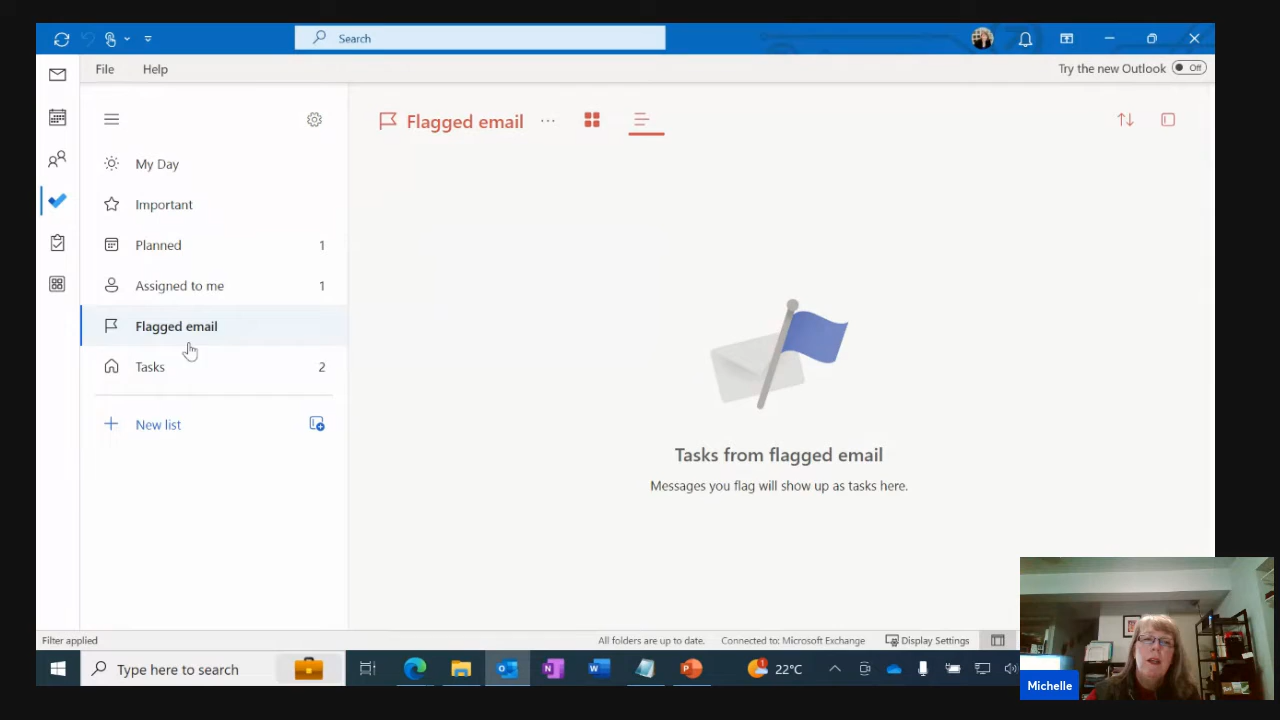 Search
File
Help
Try the new Outlook
Off
Flagged email
My Day
Important
Planned 1
Assigned to me 1
Flagged email
Tasks 2
New list
Tasks from flagged email
Messages you flag will show up as tasks here.
Filter applied
All folders are up to date.
Connected to: Microsoft Exchange
Display Settings
Type here to search
22°C
Michelle